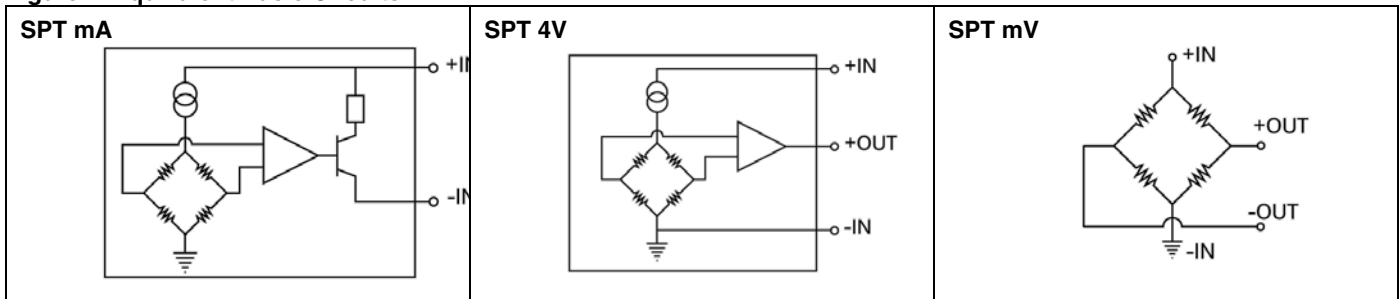 SPT mA
+IN
-IN
SPT 4V
+IN
+OUT
-IN
SPT mV
+IN
+OUT
-OUT
-IN